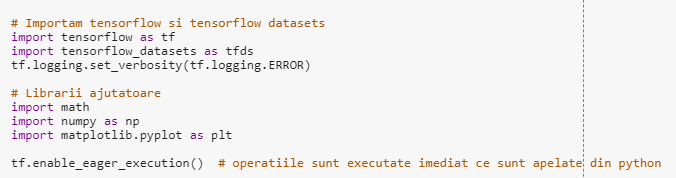 # Importam tensorflow si tensorflow datasets
import tensorflow as tf
import tensorflow_datasets as tfds
tf.logging.set_verbosity(tf.logging.ERROR)
# Librarii ajutatoare
import math
import numpy as np
import matplotlib.pyplot as plt
tf.enable_eager_execution()  # operatiile sunt executate imediat ce sunt apelate din python